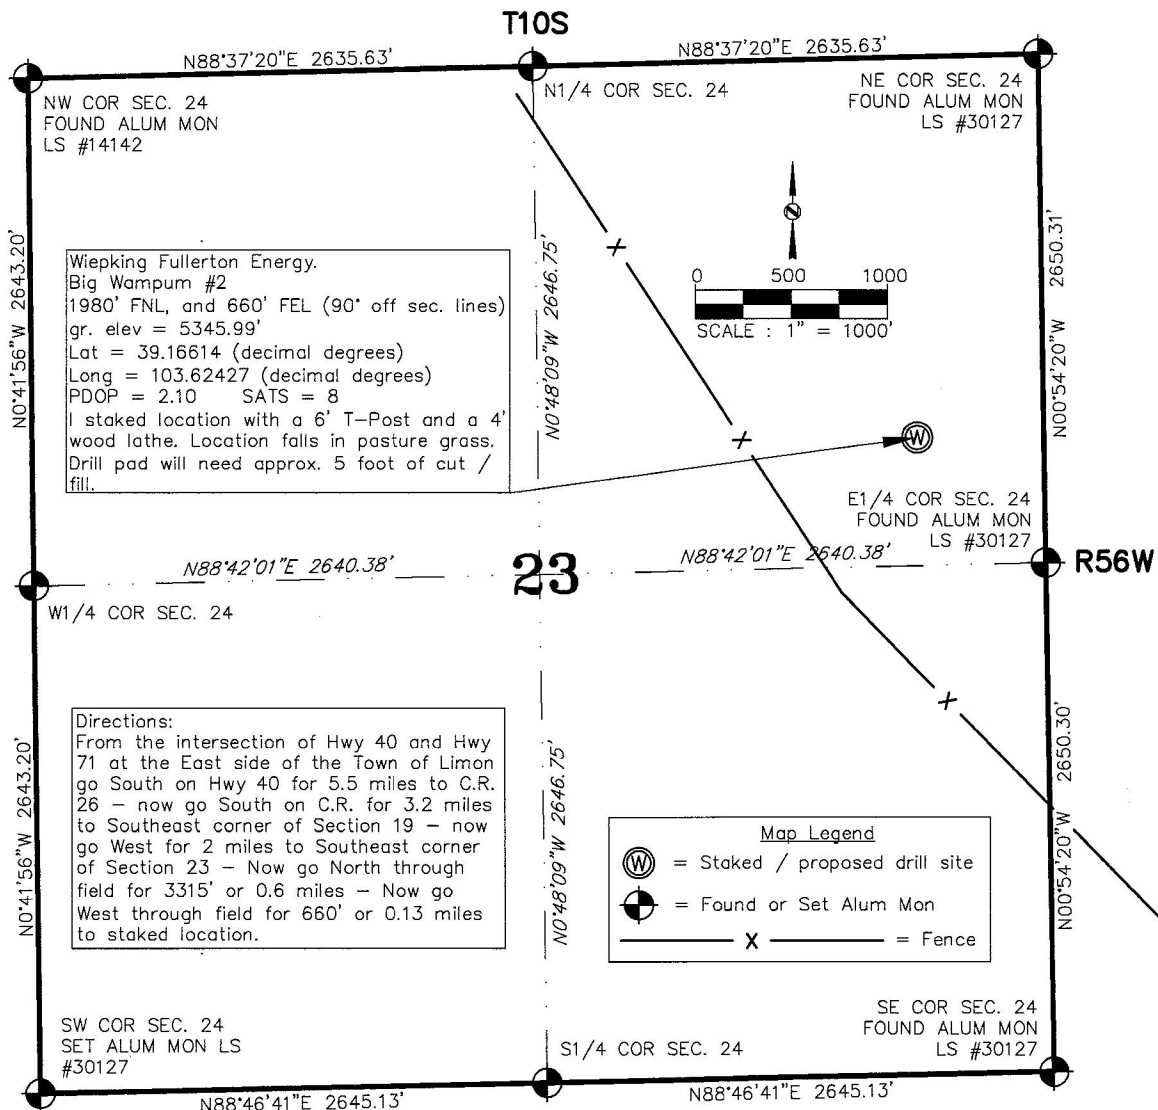 T10S
N88°37'20"E 2635.63'
N88°37'20"E 2635.63'
NW COR SEC. 24
FOUND ALUM MON
LS #14142
N1/4 COR SEC. 24
NE COR SEC. 24
FOUND ALUM MON
LS #30127
N0°41'56"W 2643.20'
Wiepking Fullerton Energy.
Big Wampum #2
1980' FNL, and 660' FEL (90° off sec. lines)
gr. elev = 5345.99'
Lat = 39.16614 (decimal degrees)
Long = 103.62427 (decimal degrees)
PDOP = 2.10 SATS = 8
I staked location with a 6' T-Post and a 4'
wood lathe. Location falls in pasture grass.
Drill pad will need approx. 5 foot of cut /
fill.
N0°48'09"W 2646.75'
X
X
0 500 1000
SCALE : 1" = 1000'
W
N00°54'20"W 2650.31'
E1/4 COR SEC. 24
FOUND ALUM MON
LS #30127
N88°42'01"E 2640.38'
23
N88°42'01"E 2640.38'
R56W
W1/4 COR SEC. 24
X
N0°41'56"W 2643.20'
Directions:
From the intersection of Hwy 40 and Hwy
71 at the East side of the Town of Limon
go South on Hwy 40 for 5.5 miles to C.R.
26 – now go South on C.R. for 3.2 miles
to Southeast corner of Section 19 – now
go West for 2 miles to Southeast corner
of Section 23 – Now go North through
field for 3315' or 0.6 miles – Now go
West through field for 660' or 0.13 miles
to staked location.
N0°48'09"W 2646.75'
Map Legend
W = Staked / proposed drill site
= Found or Set Alum Mon
X = Fence
N00°54'20"W 2650.30'
SW COR SEC. 24
SET ALUM MON LS
#30127
S1/4 COR SEC. 24
SE COR SEC. 24
FOUND ALUM MON
LS #30127
N88°46'41"E 2645.13'
N88°46'41"E 2645.13'